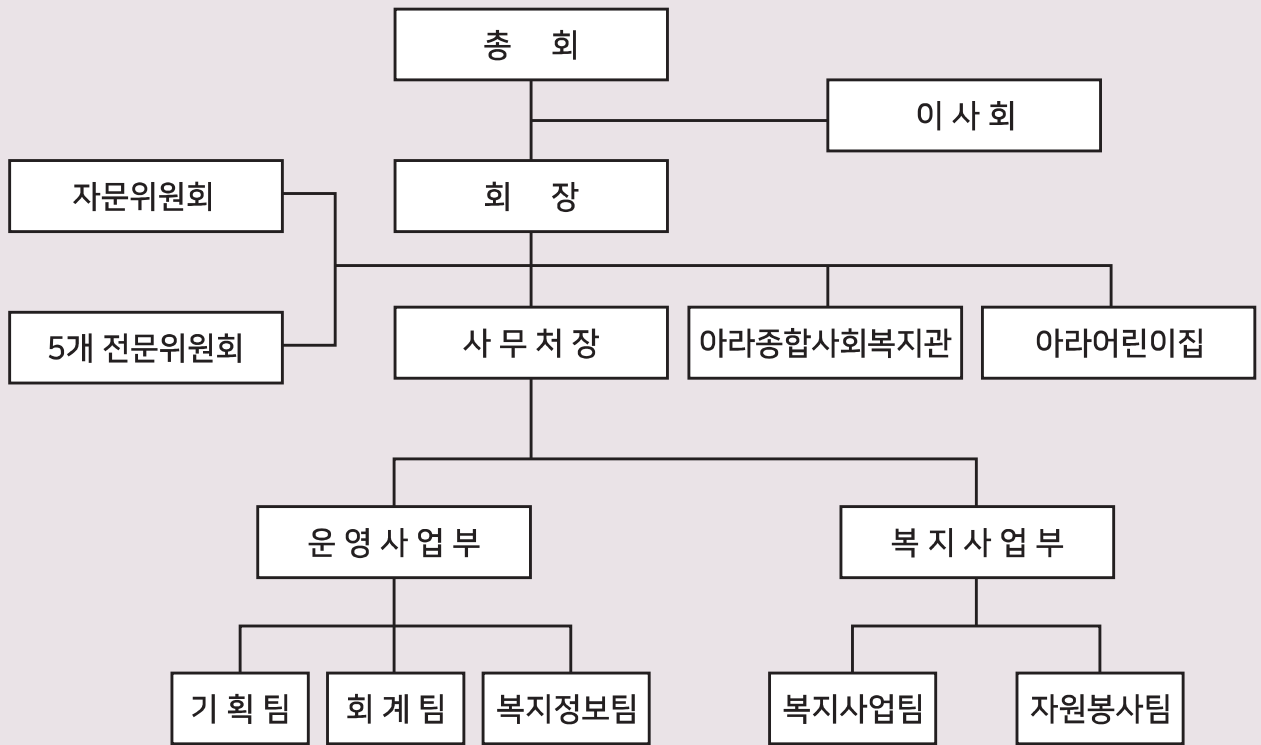 총 회
이 사 회
자문위원회
회 장
5개 전문위원회
사 무 처 장
아라종합사회복지관
아라어린이집
운 영 사 업 부
복 지 사 업 부
기 획 팀
회 계 팀
복지정보팀
복지사업팀
자원봉사팀